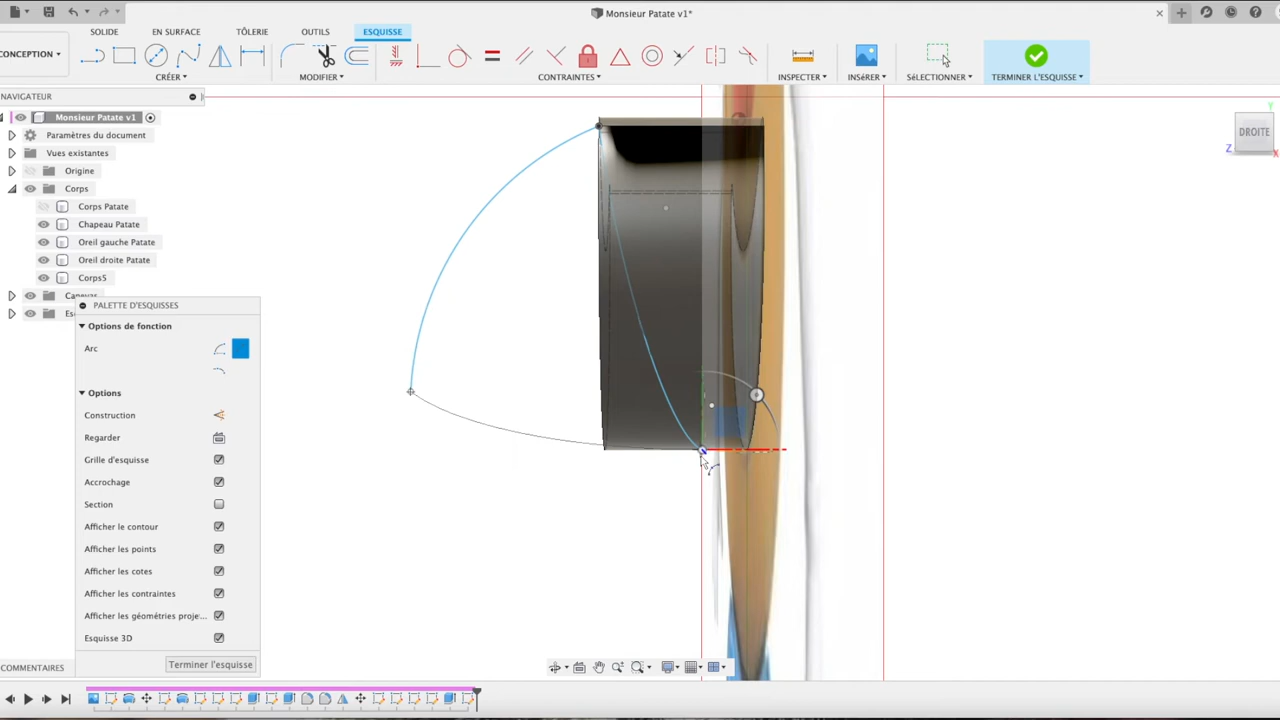 Monsieur Patate v1*
SOLIDE EN SURFACE TÔLERIE OUTILS ESQUISSE
CONCEPTION
CRÉER MODIFIER CONTRAINTES INSPECTER INSÉRER SÉLECTIONNER TERMINER L'ESQUISSE
NAVIGATEUR
Monsieur Patate v1
Paramètres du document
Vues existantes
Origine
Corps
Corps Patate
Chapeau Patate
Oreil gauche Patate
Oreil droite Patate
Corps5
PALETTE D'ESQUISSES
Options de fonction
Arc
Options
Construction
Regarder
Grille d'esquisse
Accrochage
Section
Afficher le contour
Afficher les points
Afficher les cotes
Afficher les contraintes
Afficher les géométries proje...
Esquisse 3D
Terminer l'esquisse
COMMENTAIRES
DROITE
Y
Z
X